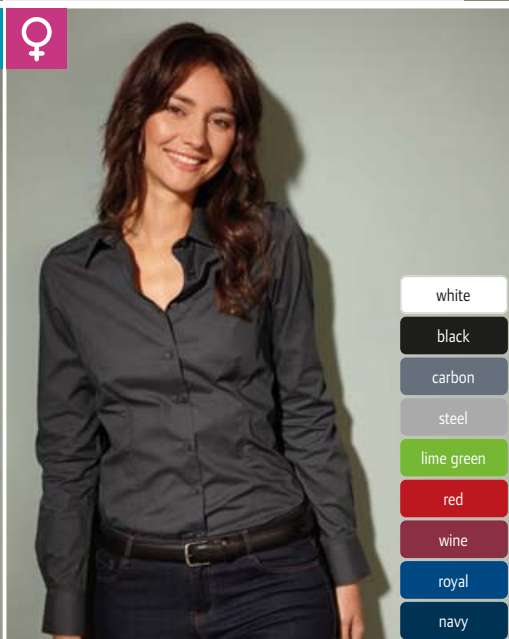 white
black
carbon
steel
lime green
red
wine
royal
navy